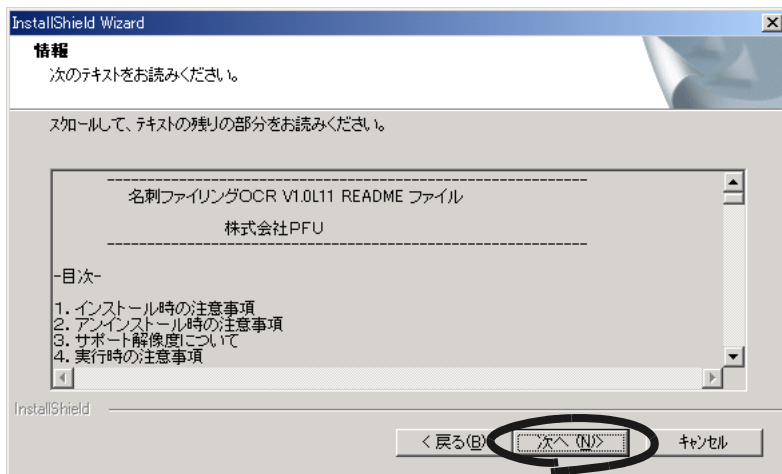 InstallShield Wizard
情報
次のテキストをお読みください。
スクロールして、テキストの残りの部分をお読みください。
名刺ファイリングOCR V1.0L11 README ファイル
株式会社PFU
-目次-
1. インストール時の注意事項
2. アンインストール時の注意事項
3. サポート解像度について
4. 実行時の注意事項
InstallShield
< 戻る(B)
次へ (N)>
キャンセル